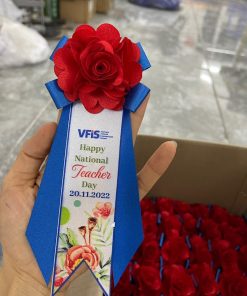 VFIS
Happy
National
Teacher
Day
20.11.2022